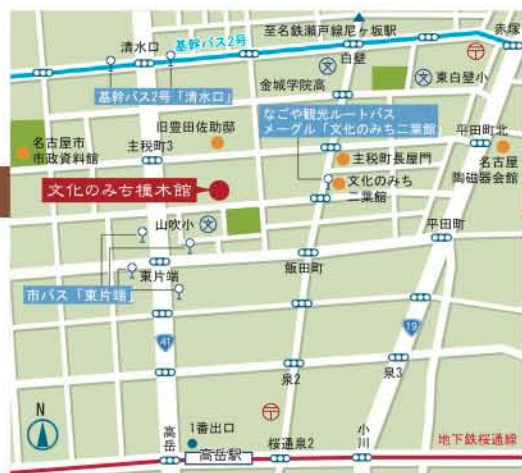 至名鉄瀬戸線尼ヶ坂駅
赤塚
清水口
基幹バス2号
白壁
金城学院高
東白壁小
基幹バス2号「清水口」
なごや観光ルートバス
メーグル「文化のみち二葉館」
旧豊田佐助邸
平田町北
名古屋市
市政資料館
主税町3
主税町長屋門
名古屋
陶磁器会館
文化のみち橦木館
文化のみち
二葉館
山吹小
平田町
東片端
飯田町
市バス「東片端」
41
19
泉2
泉3
N
高岳
1番出口
高岳駅
桜通泉2
小川
地下鉄桜通線